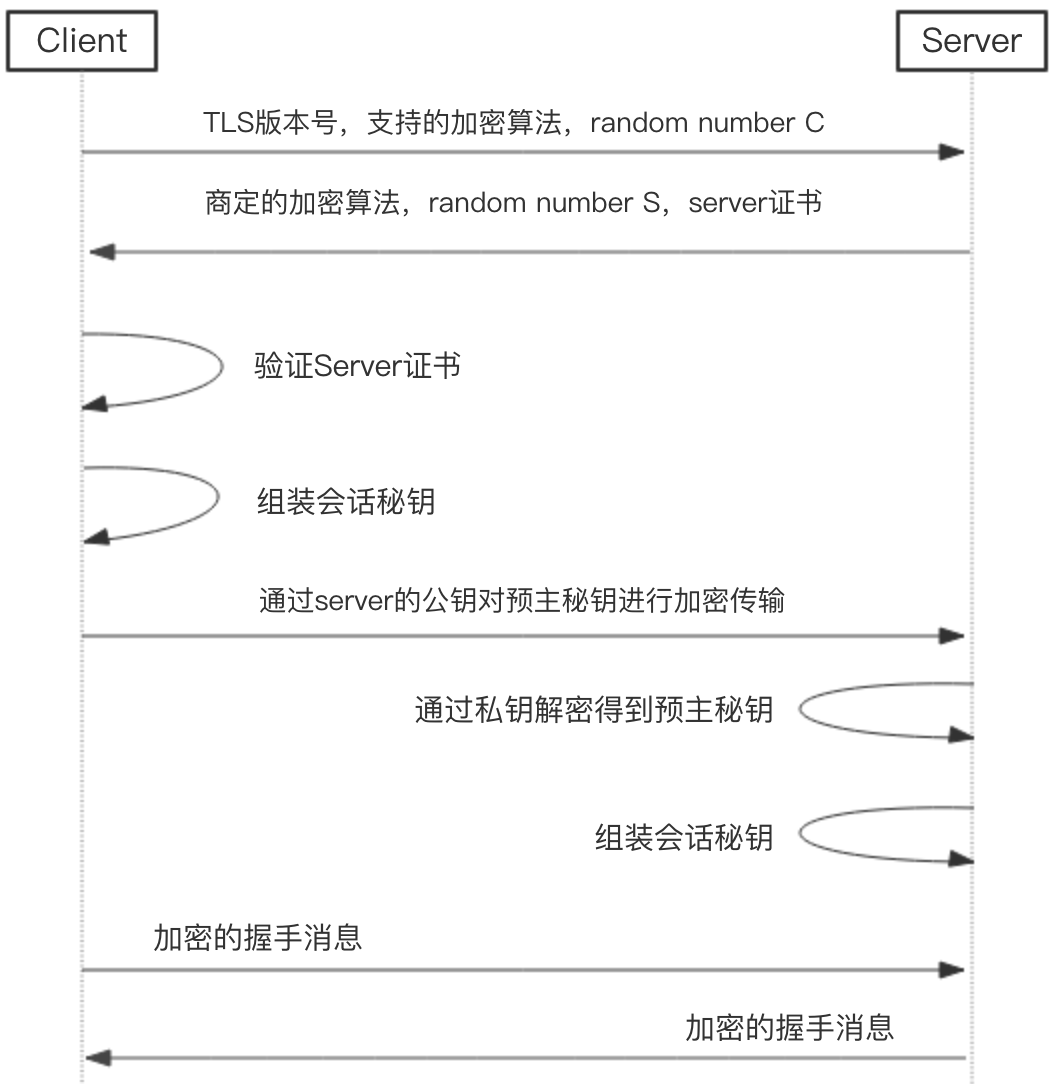 Client
Server
TLS版本号，支持的加密算法，random number C
商定的加密算法，random number S，server证书
验证Server证书
组装会话秘钥
通过server的公钥对预主秘钥进行加密传输
通过私钥解密得到预主秘钥
组装会话秘钥
加密的握手消息
加密的握手消息